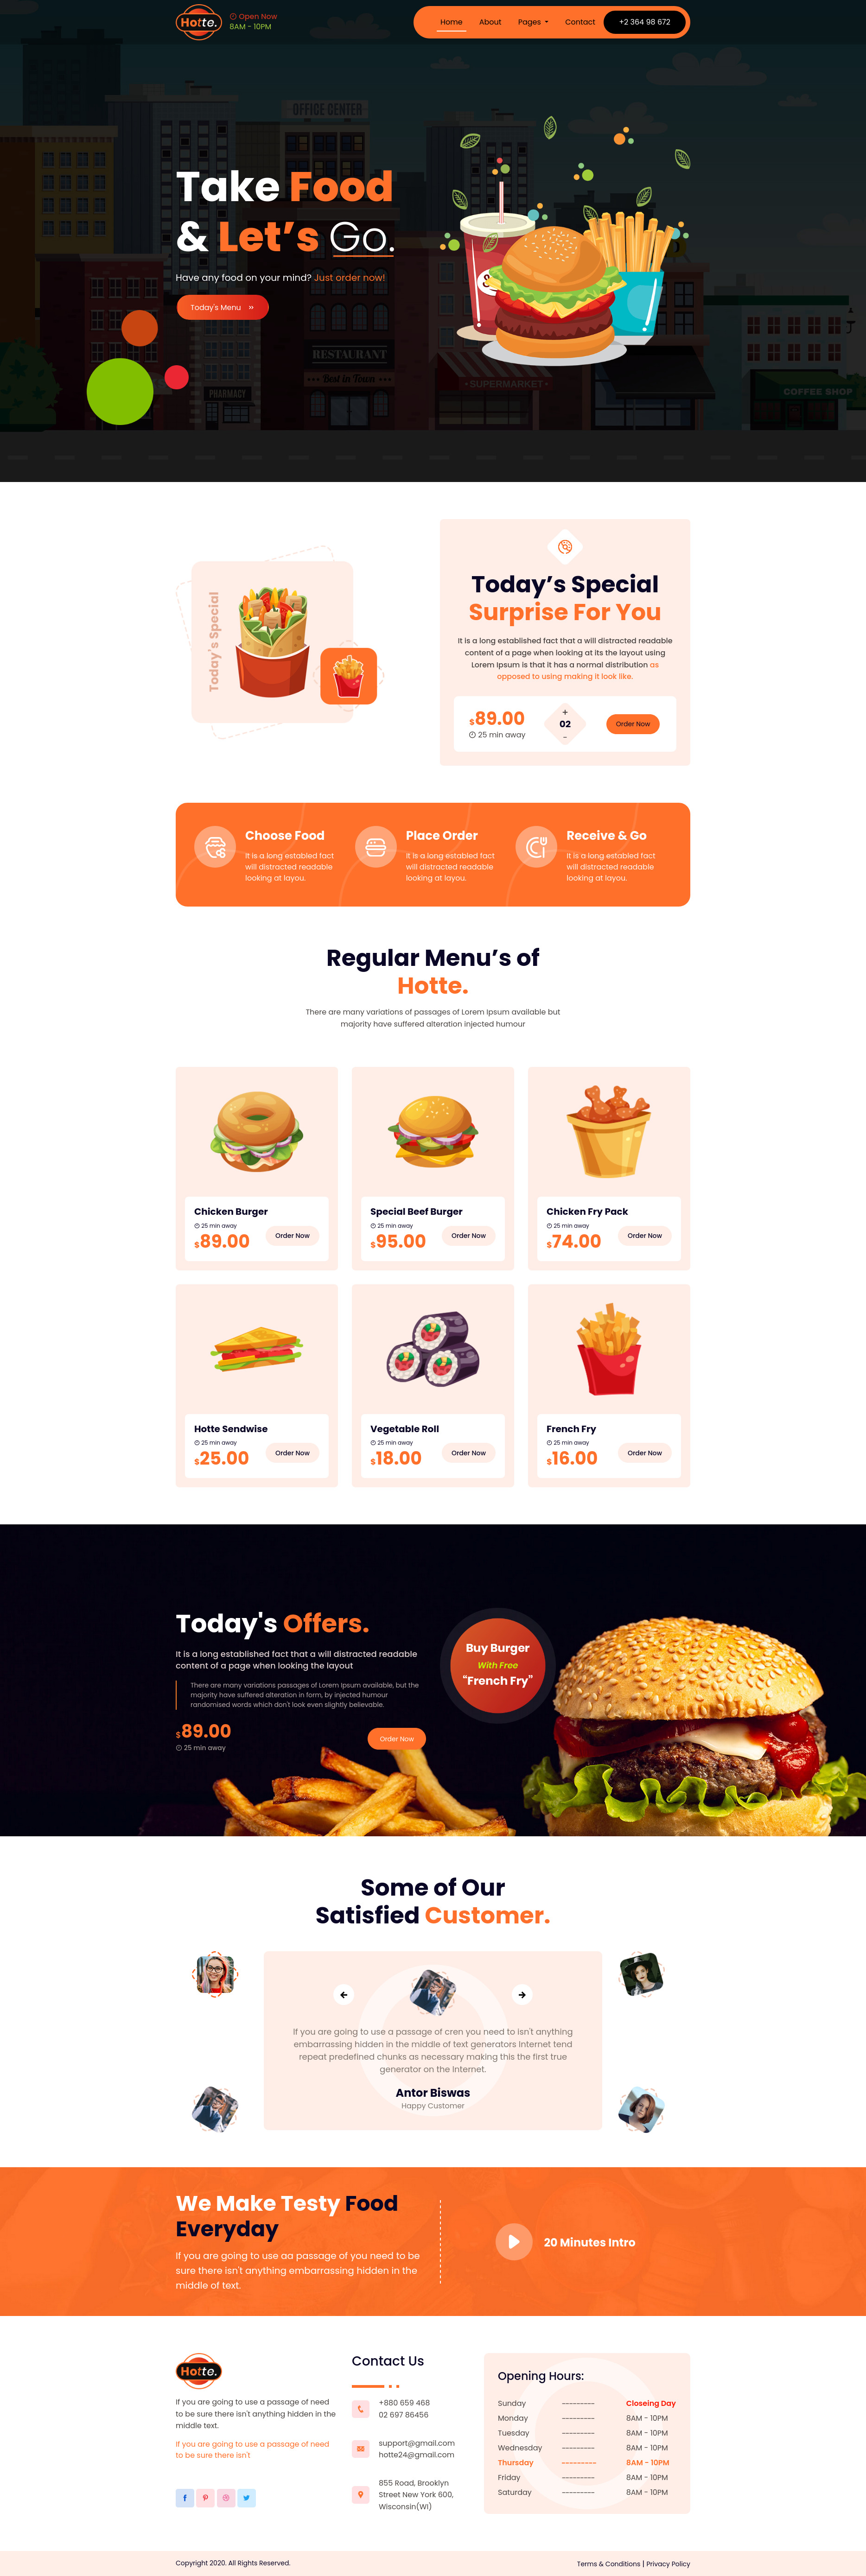 Hotte.
Open Now
8AM - 10PM
Home
About
Pages
Contact
+2 364 98 672
OFFICE CENTER
Take Food
& Let's Go.
Have any food on your mind? Just order now!
Today's Menu »
RESTAURANT
Best in Town
PHARMACY
SUPERMARKET
COFFEE SHOP
Today's Special
Today's Special
Surprise For You
It is a long established fact that a will distracted readable
content of a page when looking at its the layout using
Lorem Ipsum is that it has a normal distribution as
opposed to using making it look like.
$89.00
25 min away
+
02
-
Order Now
Choose Food
It is a long establed fact
will distracted readable
looking at layou.
Place Order
It is a long establed fact
will distracted readable
looking at layou.
Receive & Go
It is a long establed fact
will distracted readable
looking at layou.
Regular Menu's of
Hotte.
There are many variations of passages of Lorem Ipsum available but
majority have suffered alteration injected humour
Chicken Burger
25 min away
$89.00
Order Now
Special Beef Burger
25 min away
$95.00
Order Now
Chicken Fry Pack
25 min away
$74.00
Order Now
Hotte Sendwise
25 min away
$25.00
Order Now
Vegetable Roll
25 min away
$18.00
Order Now
French Fry
25 min away
$16.00
Order Now
Today's Offers.
It is a long established fact that a will distracted readable
content of a page when looking the layout
There are many variations passages of Lorem Ipsum available, but the
majority have suffered alteration in form, by injected humour
randomised words which don't look even slightly believable.
$89.00
25 min away
Order Now
Buy Burger
With Free
"French Fry"
Some of Our
Satisfied Customer.
If you are going to use a passage of cren you need to isn't anything
embarrassing hidden in the middle of text generators Internet tend
repeat predefined chunks as necessary making this the first true
generator on the Internet.
Antor Biswas
Happy Customer
We Make Testy Food
Everyday
If you are going to use aa passage of you need to be
sure there isn't anything embarrassing hidden in the
middle of text.
20 Minutes Intro
Hotte.
If you are going to use a passage of need
to be sure there isn't anything hidden in the
middle text.
If you are going to use a passage of need
to be sure there isn't
Contact Us
+880 659 468
02 697 86456
support@gmail.com
hotte24@gmail.com
855 Road, Brooklyn
Street New York 600,
Wisconsin(WI)
Opening Hours:
Sunday --------- Closeing Day
Monday --------- 8AM - 10PM
Tuesday --------- 8AM - 10PM
Wednesday --------- 8AM - 10PM
Thursday --------- 8AM - 10PM
Friday --------- 8AM - 10PM
Saturday --------- 8AM - 10PM
Copyright 2020. All Rights Reserved.
Terms & Conditions | Privacy Policy